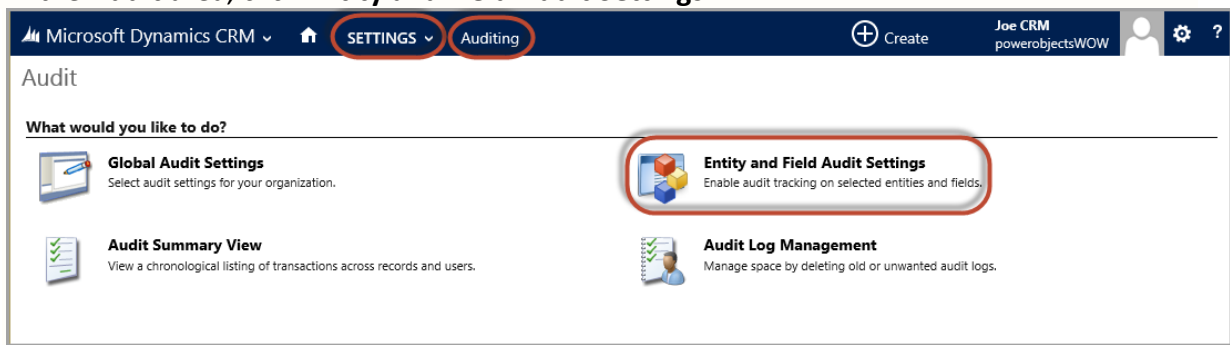 Microsoft Dynamics CRM SETTINGS Auditing Create Joe CRM
powerobjectsWOW ?
Audit
What would you like to do?
Global Audit Settings
Select audit settings for your organization.
Entity and Field Audit Settings
Enable audit tracking on selected entities and fields.
Audit Summary View
View a chronological listing of transactions across records and users.
Audit Log Management
Manage space by deleting old or unwanted audit logs.